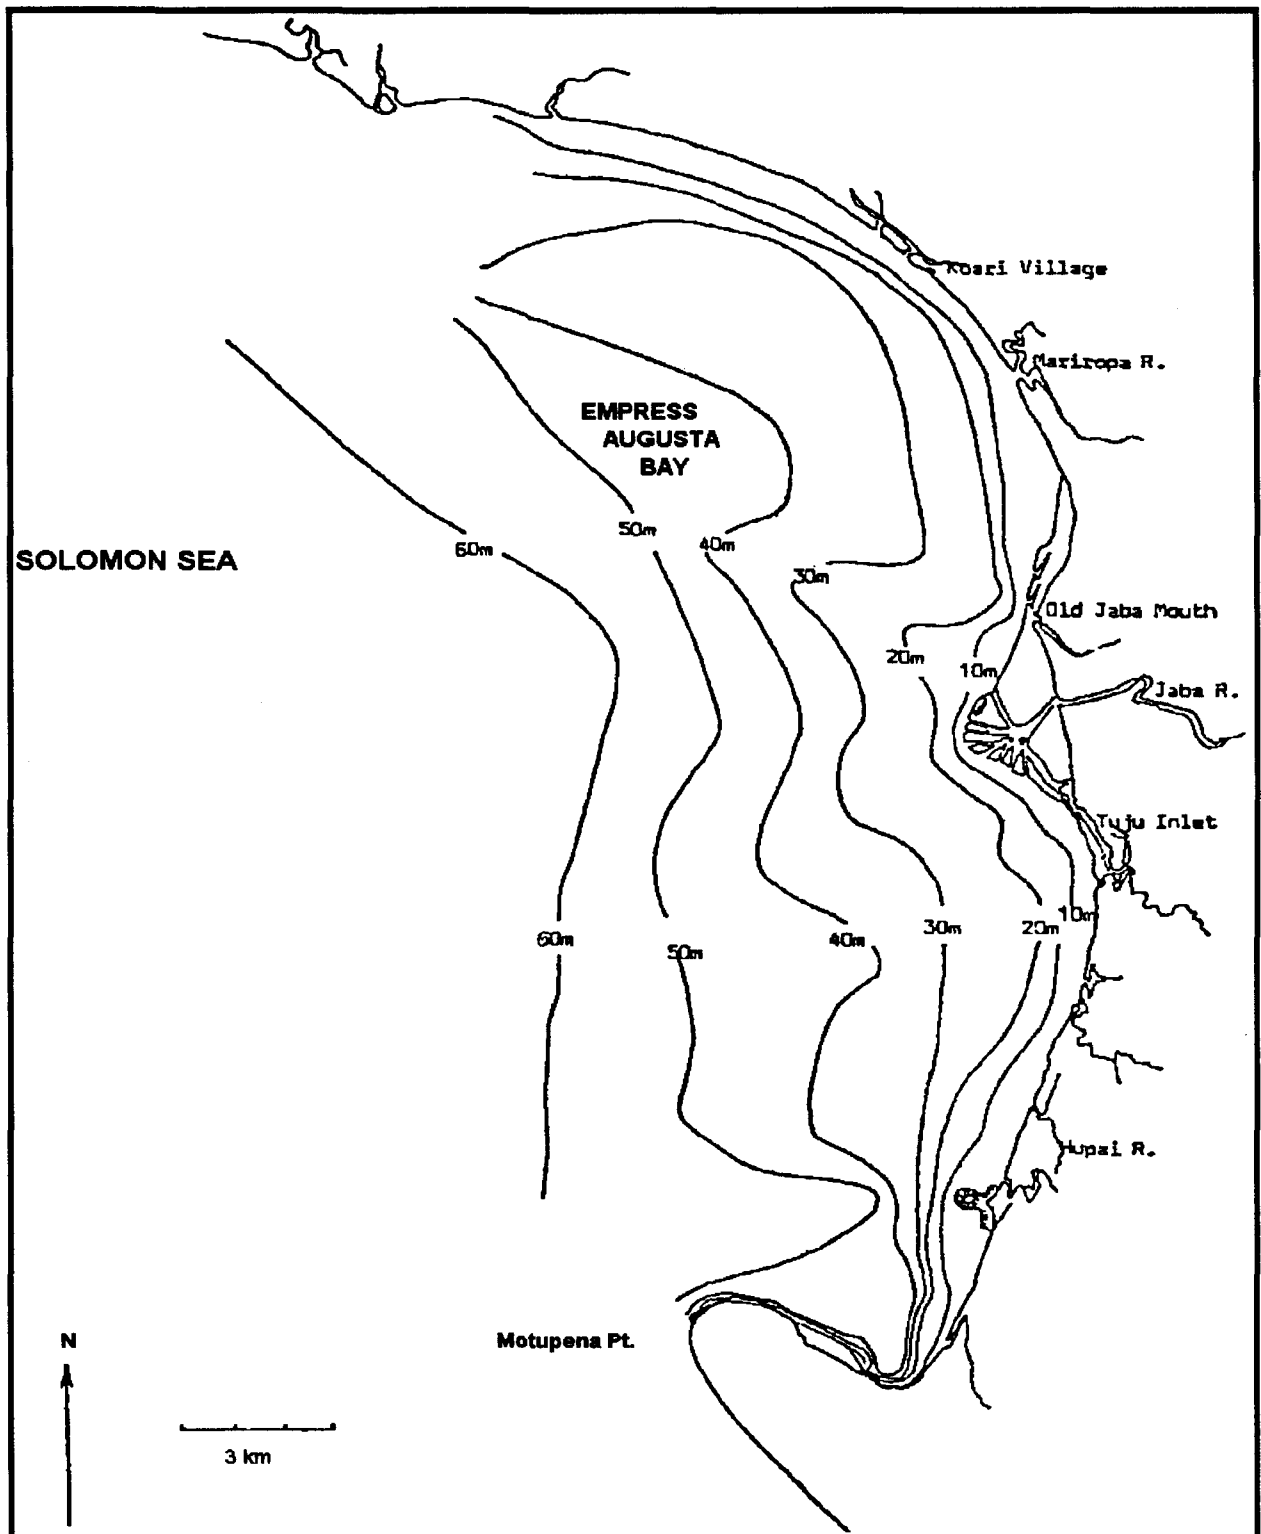 Koari Village
Mariropa R.
EMPRESS
AUGUSTA
BAY
50m
40m
60m
SOLOMON SEA
30m
Old Jaba Mouth
20m
10m
Jaba R.
Tuju Inlet
10m
60m
50m
40m
30m
20m
Hupai R.
N
Motupena Pt.
3 km